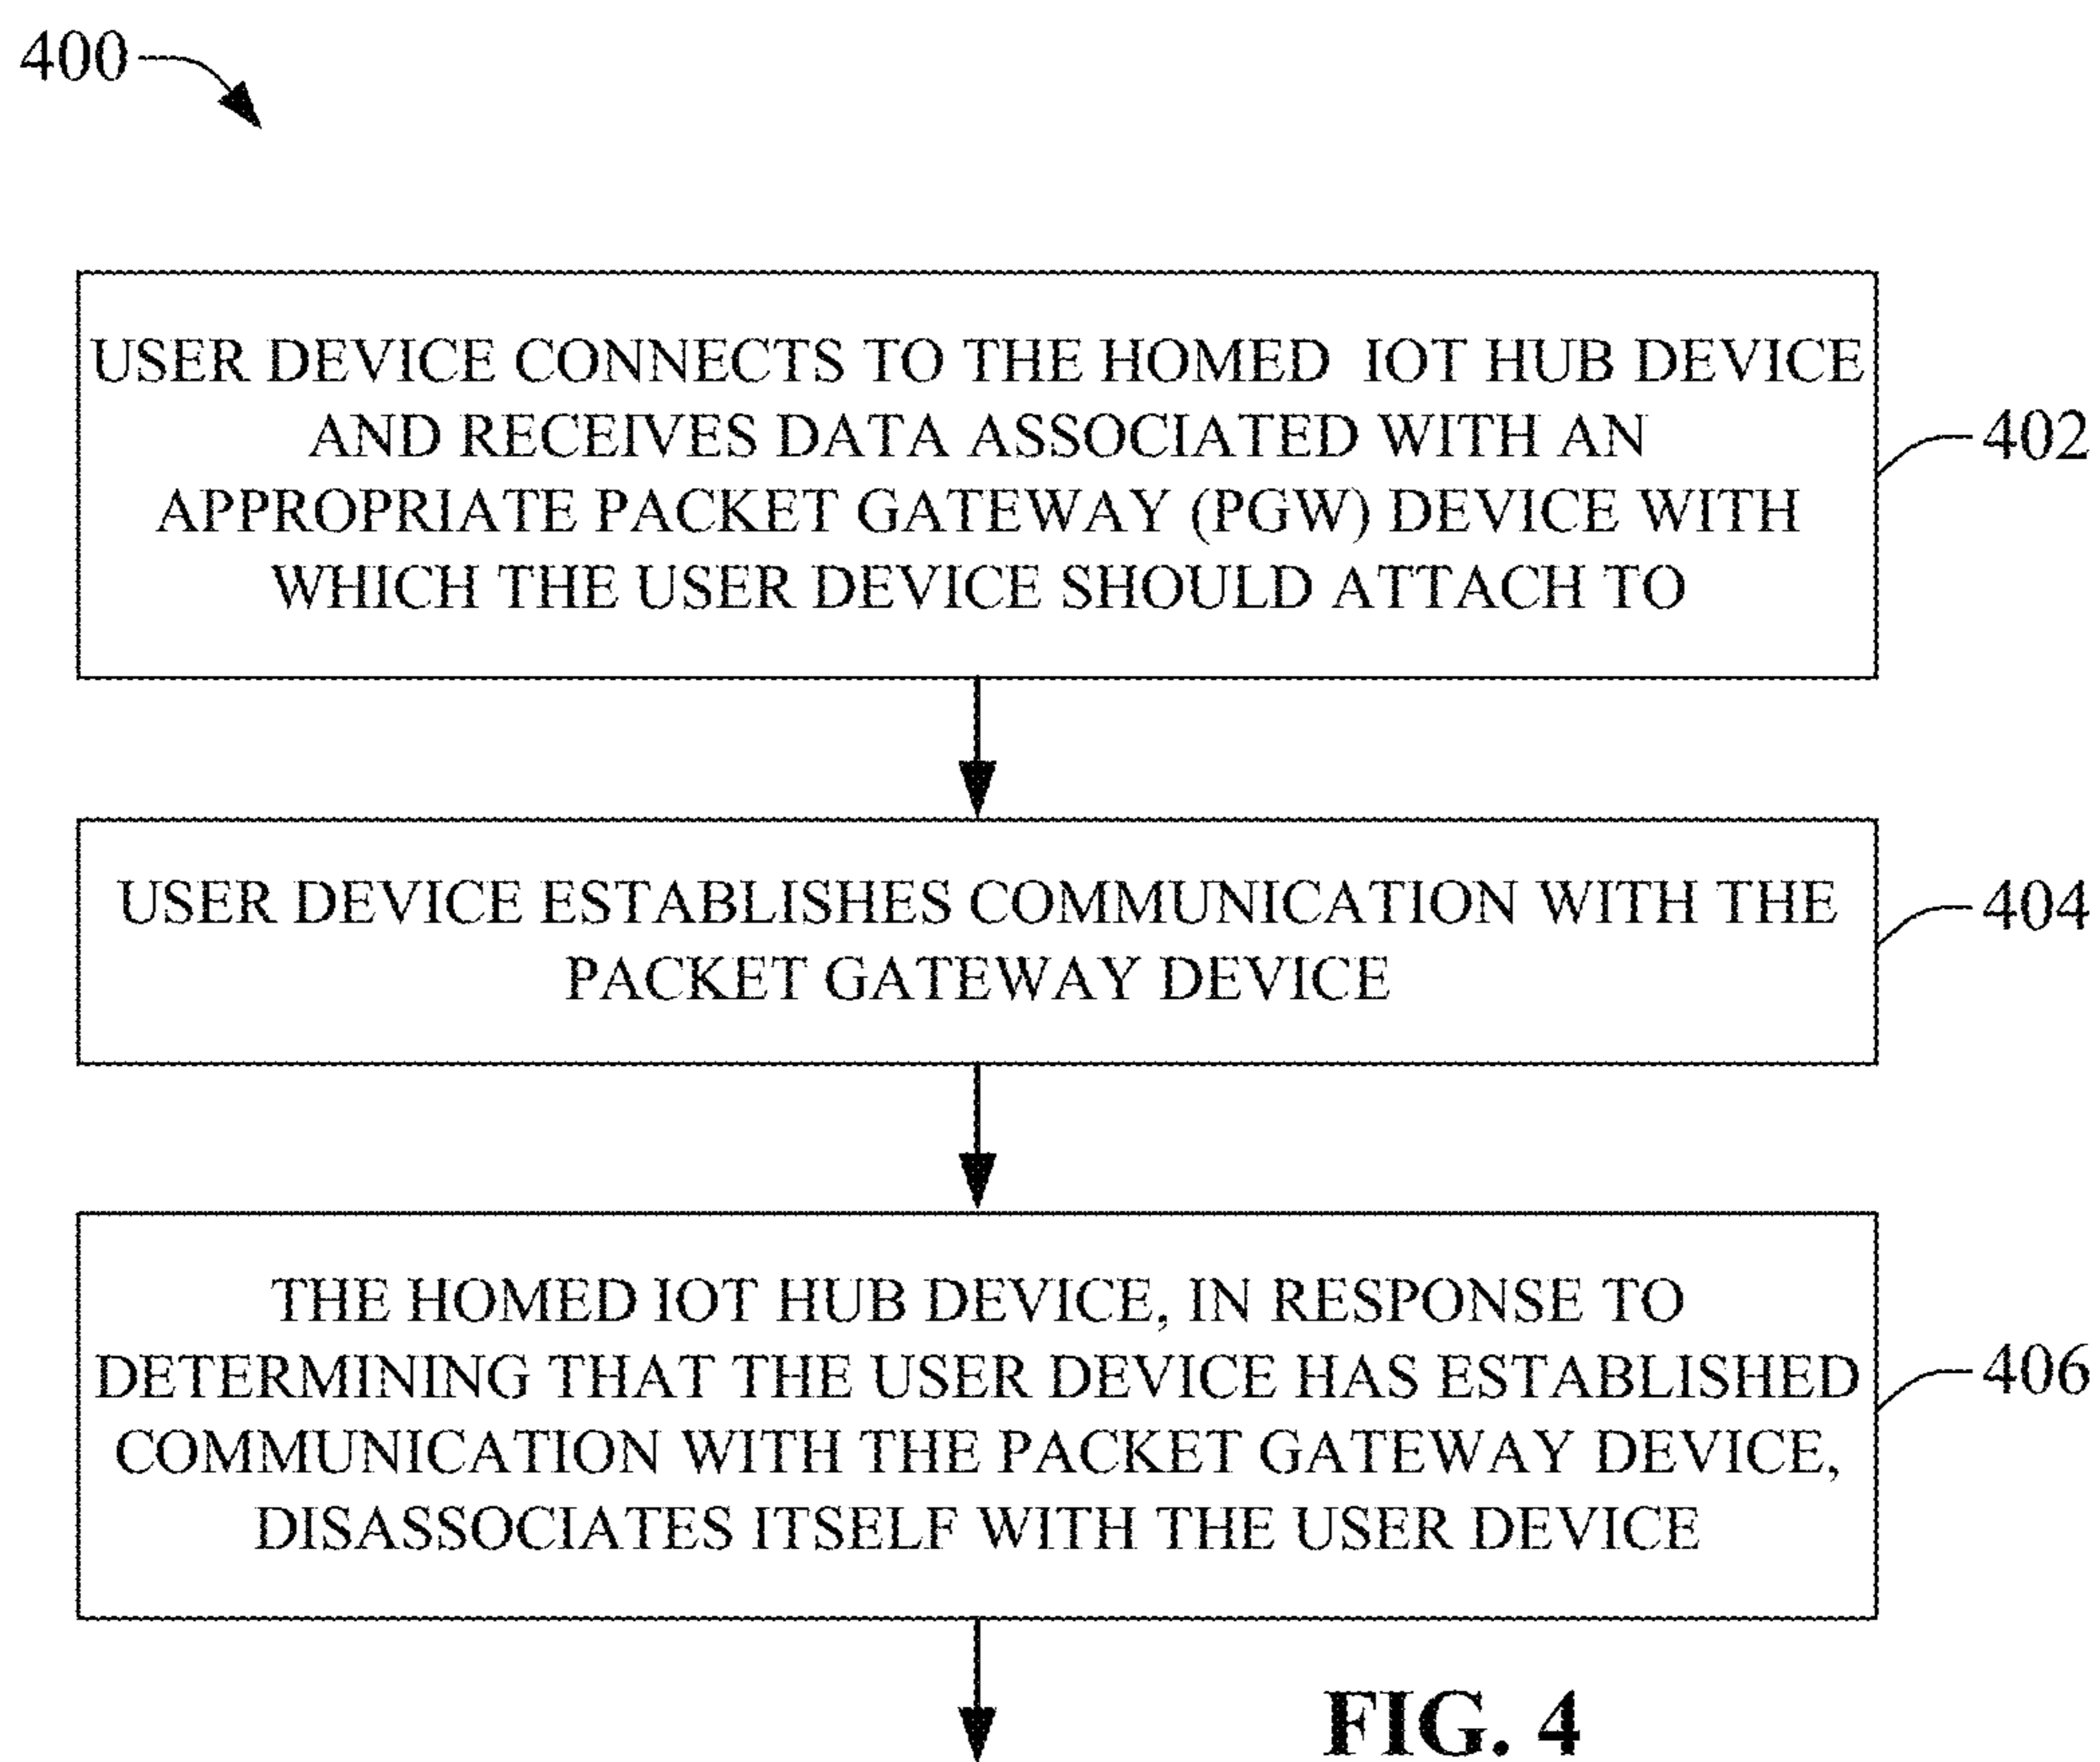 400
USER DEVICE CONNECTS TO THE HOMED IOT HUB DEVICE
AND RECEIVES DATA ASSOCIATED WITH AN
APPROPRIATE PACKET GATEWAY (PGW) DEVICE WITH
WHICH THE USER DEVICE SHOULD ATTACH TO
402
USER DEVICE ESTABLISHES COMMUNICATION WITH THE
PACKET GATEWAY DEVICE
404
THE HOMED IOT HUB DEVICE, IN RESPONSE TO
DETERMINING THAT THE USER DEVICE HAS ESTABLISHED
COMMUNICATION WITH THE PACKET GATEWAY DEVICE,
DISASSOCIATES ITSELF WITH THE USER DEVICE
406
FIG. 4